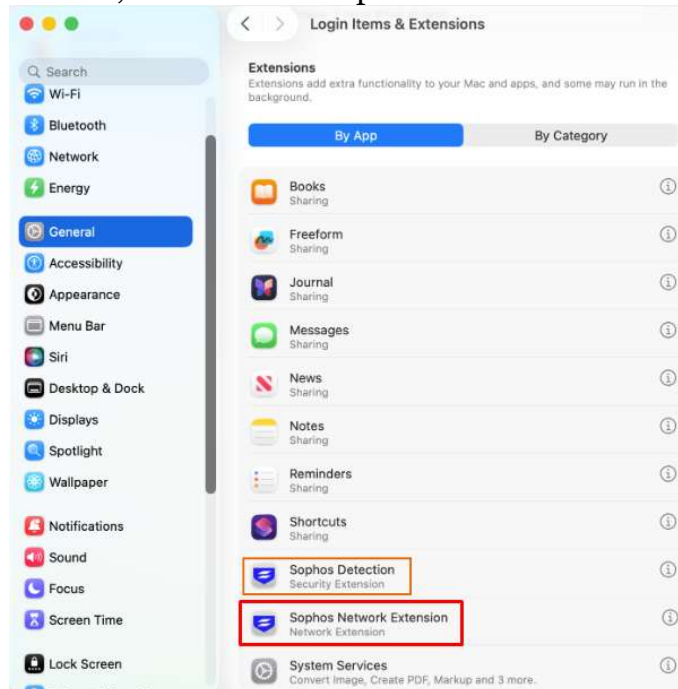 Login Items & Extensions
Search
Wi-Fi
Bluetooth
Network
Energy
General
Accessibility
Appearance
Menu Bar
Siri
Desktop & Dock
Displays
Spotlight
Wallpaper
Notifications
Sound
Focus
Screen Time
Lock Screen
Extensions
Extensions add extra functionality to your Mac and apps, and some may run in the
background.
By App
By Category
Books
Sharing
Freeform
Sharing
Journal
Sharing
Messages
Sharing
News
Sharing
Notes
Sharing
Reminders
Sharing
Shortcuts
Sharing
Sophos Detection
Security Extension
Sophos Network Extension
Network Extension
System Services
Convert Image, Create PDF, Markup and 3 more.